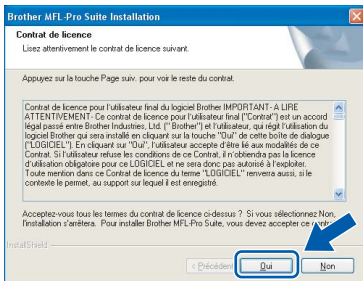 Brother MFL-Pro Suite Installation
Contrat de licence
Lisez attentivement le contrat de licence suivant.
Appuyez sur la touche Page suiv. pour voir le reste du contrat.
Contrat de licence pour l'utilisateur final du logiciel Brother IMPORTANT- A LIRE
ATTENTIVEMENT- Ce contrat de licence pour l'utilisateur final ("Contrat") est un accord
légal passé entre Brother Industries, Ltd. ("Brother") et l'utilisateur, qui régit l'utilisation du
logiciel Brother qui sera installé en cliquant sur la touche "Oui" de cette boîte de dialogue
("LOGICIEL"). En cliquant sur "Oui", l'utilisateur accepte d'être lié aux modalités de ce
Contrat. Si l'utilisateur refuse les conditions de ce Contrat, il n'obtiendra pas la licence
d'utilisation obligatoire pour ce LOGICIEL et ne sera donc pas autorisé à l'exploiter.
Toute mention dans ce Contrat de licence du terme "LOGICIEL" renverra aussi, si le
contexte le permet, au support sur lequel il est enregistré.
Acceptez-vous tous les termes du contrat de licence ci-dessus ? Si vous sélectionnez Non,
l'installation s'arrêtera. Pour installer Brother MFL-Pro Suite, vous devez accepter ce
InstallShield
< Précédent
Oui
Non